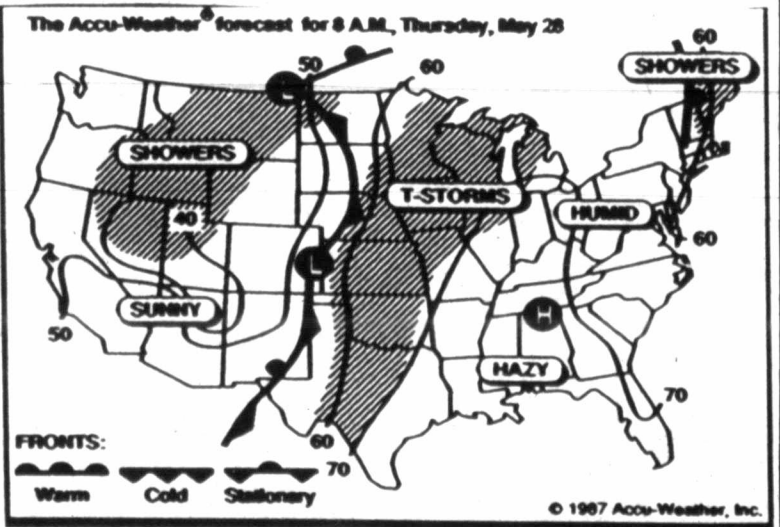 The Accu-Weather® forecast for 8 A.M., Thursday, May 28
50
60
60
SHOWERS
SHOWERS
T-STORMS
40
HUMID
60
L
L
SUNNY
H
50
HAZY
70
FRONTS:
60
70
Warm
Cold
Stationary
© 1987 Accu-Weather, Inc.